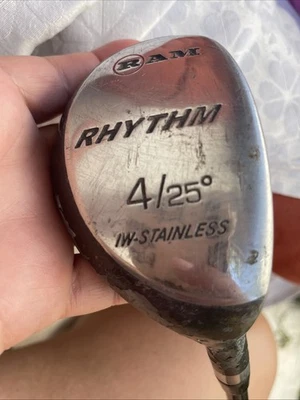 RAM
RHYTHM
4/25°
IW-STAINLESS